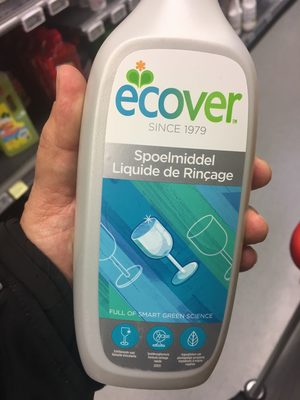 ecover
SINCE 1979
Spoelmiddel
Liquide de Rinçage
FULL OF SMART GREEN SCIENCE